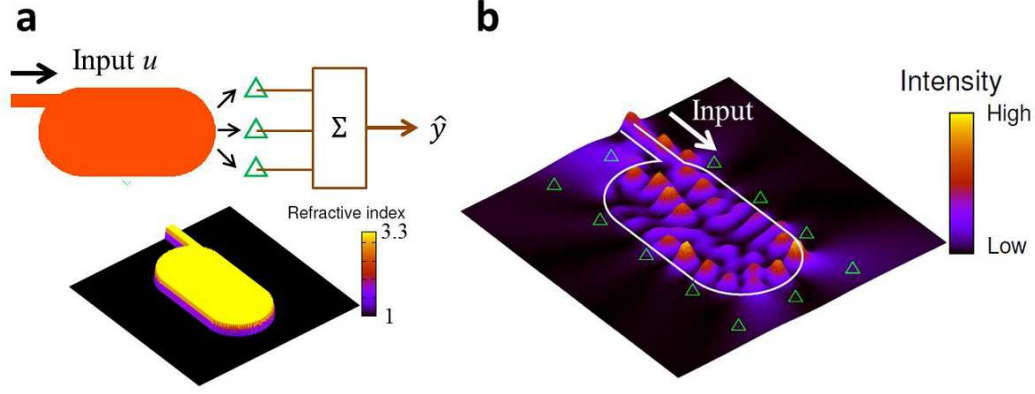 a
Input u
Σ
ŷ
Refractive index
3.3
1
b
Input
Intensity
High
Low